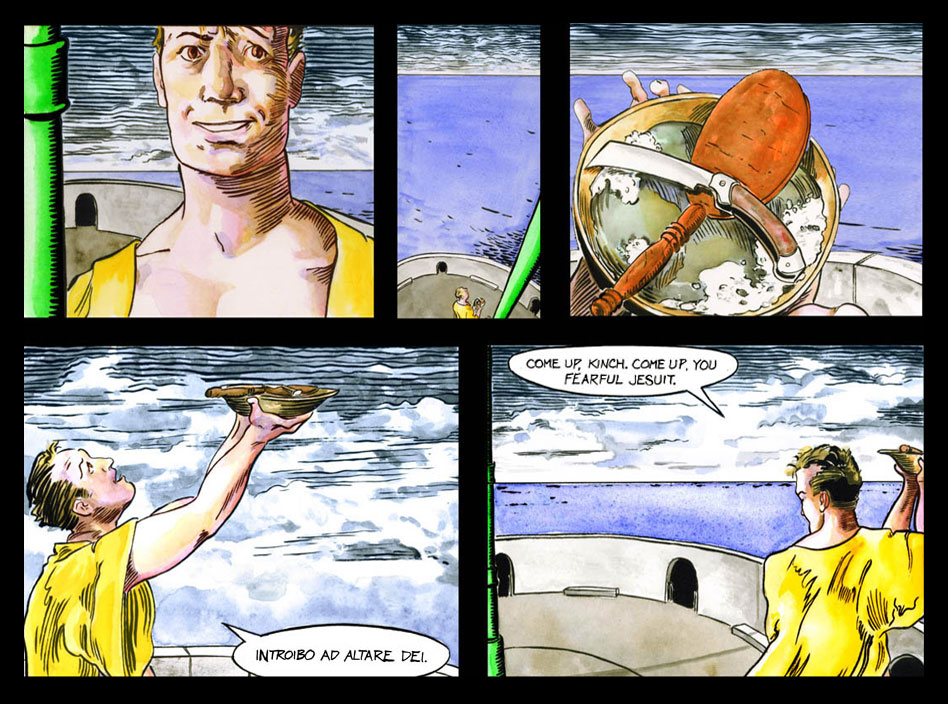 INTROIBO AD ALTARE DEI.
COME UP, KINCH. COME UP, YOU
FEARFUL JESUIT.